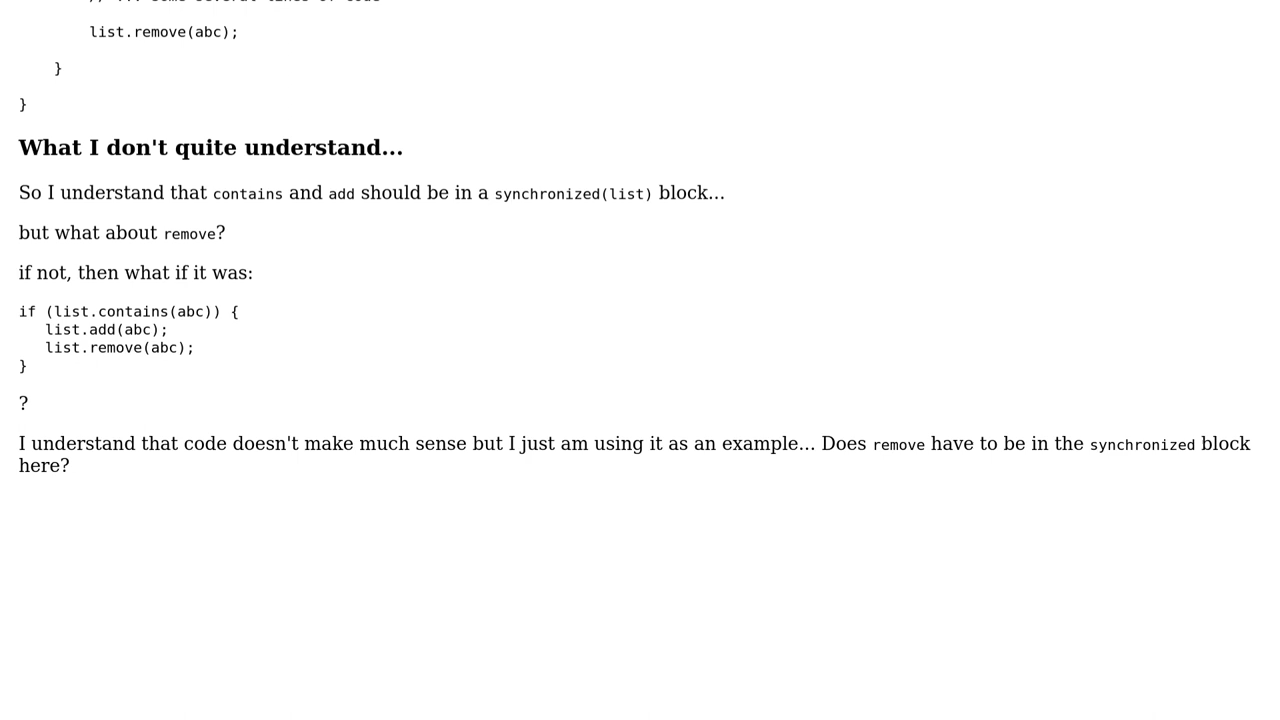 list.remove(abc);
}
}
What I don't quite understand...
So I understand that contains and add should be in a synchronized(list) block...
but what about remove?
if not, then what if it was:
if (list.contains(abc)) {
list.add(abc);
list.remove(abc);
}
?
I understand that code doesn't make much sense but I just am using it as an example... Does remove have to be in the synchronized block
here?